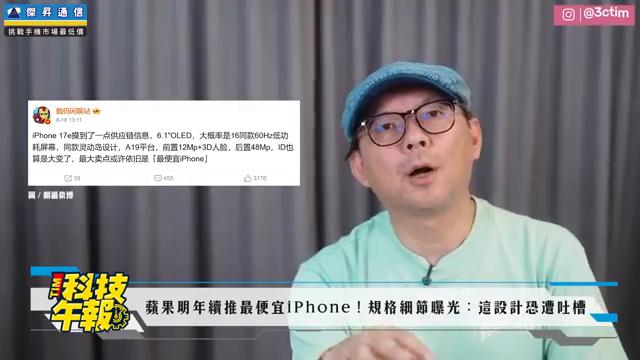 傑昇通信
挑戰手機市場最低價
@3ctim
数码闲聊站
8-18 13:11
iPhone 17e摸到了一点供应链信息，6.1"OLED，大概率是16同款60Hz低功
耗屏幕，同款灵动岛设计，A19平台，前置12Mp+3D人脸，后置48Mp，ID也
算是大变了，最大卖点或许依旧是「最便宜iPhone」
38
455
3176
圖 / 翻攝微博
科技
午報
蘋果明年續推最便宜iPhone！規格細節曝光：這設計恐遭吐槽